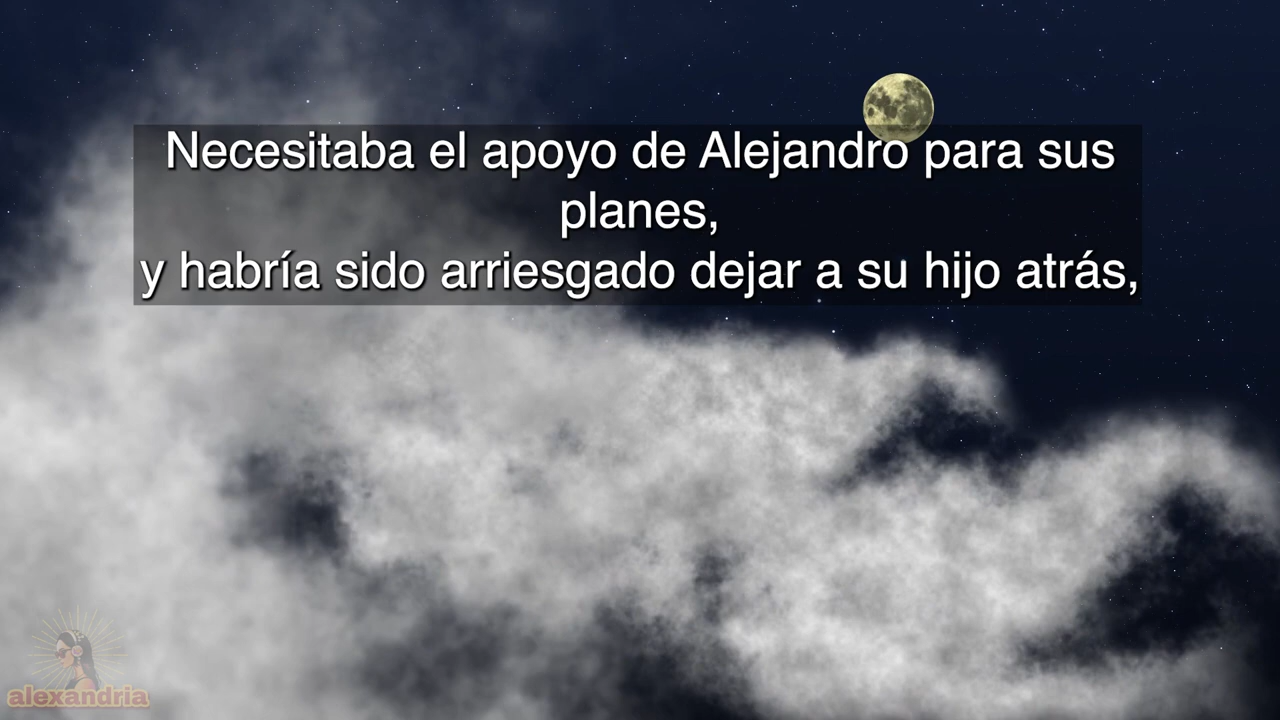 Necesitaba el apoyo de Alejandro para sus
planes,
y habría sido arriesgado dejar a su hijo atrás,
alexandria